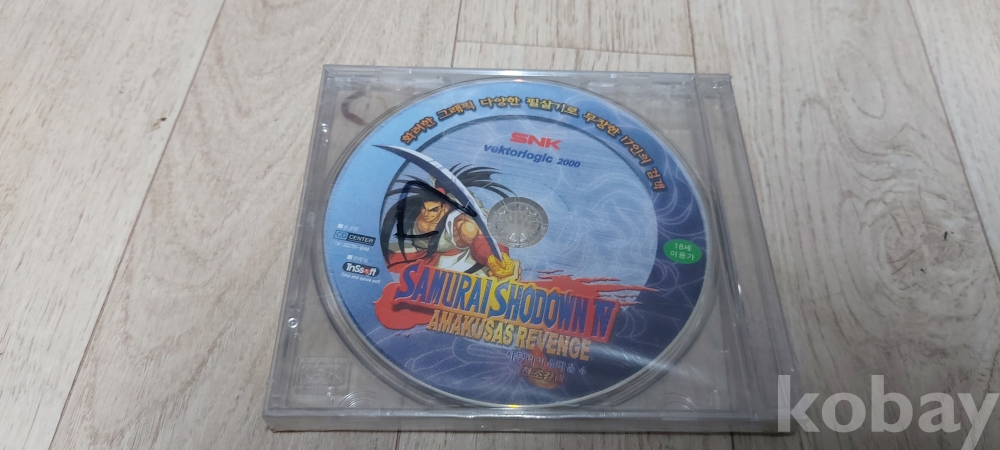 화려한 그래픽 다양한 필살기로 무장한 17인의 검객
SNK
vektorlogic 2000
CENTER
TriSsoft
18세
이용가
SAMURAI SHODOWN IV
AMAKUSAS REVENGE
kobay